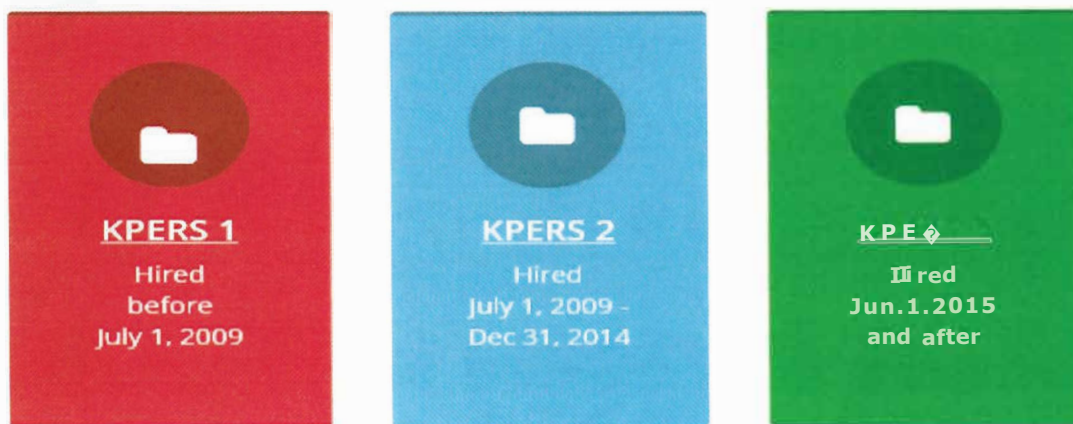 KPERS 1
Hired
before
July 1, 2009
KPERS 2
Hired
July 1, 2009 -
Dec 31, 2014
Jun.1.2015
and after